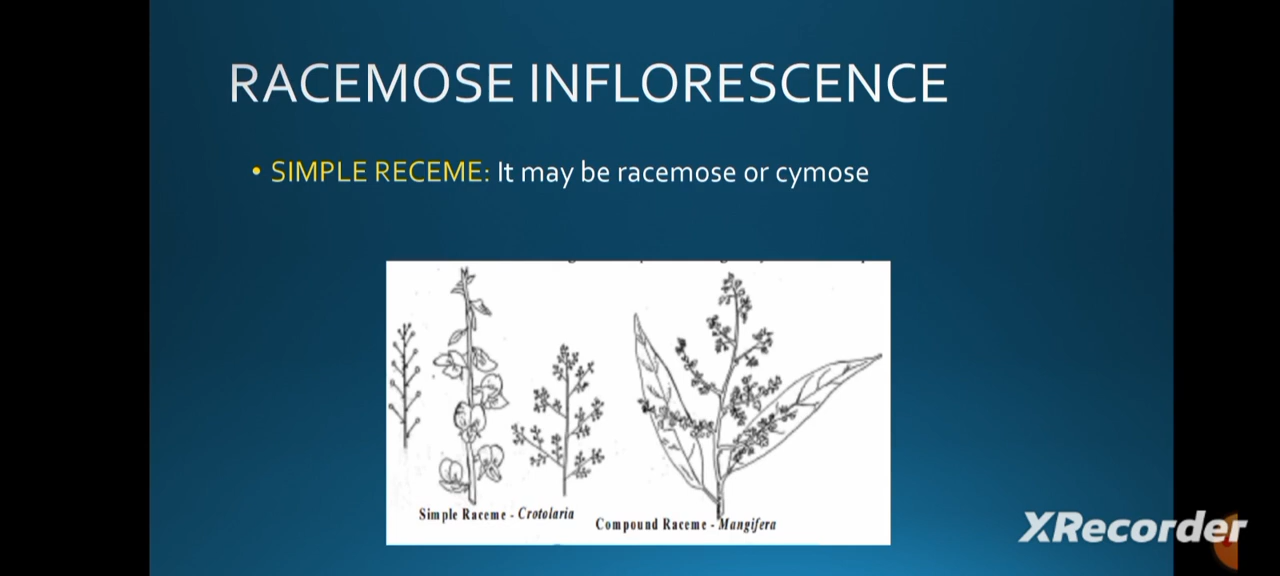 RACEMOSE INFLORESCENCE
• SIMPLE RECEME: It may be racemose or cymose
Simple Raceme - Crotolaria
Compound Raceme - Mangifera
XRecorder